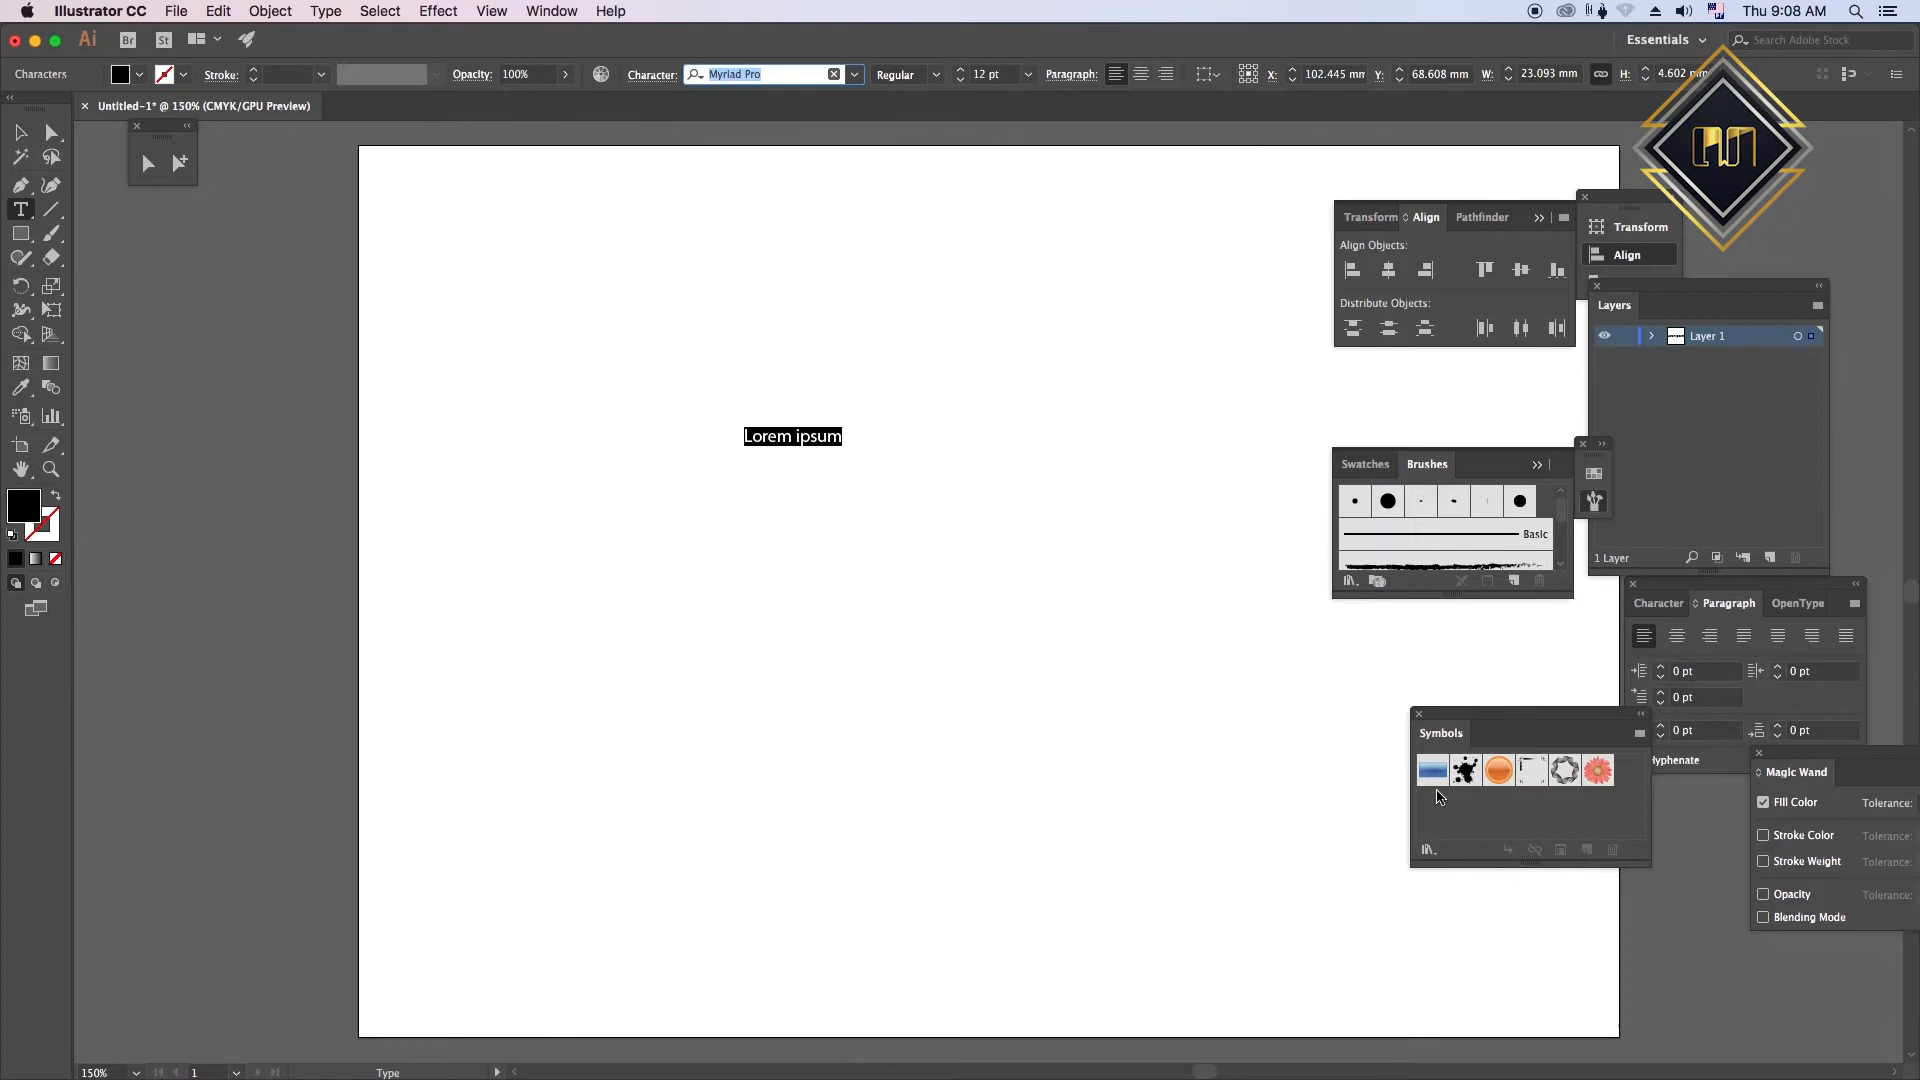 Illustrator CC File Edit Object Type Select Effect View Window Help
Thu 9:08 AM
Ai Br St
Essentials
Search Adobe Stock
Characters Stroke: Opacity: 100% Character: Myriad Pro Regular 12 pt Paragraph: X: 102.445 mm Y: 68.608 mm W: 23.093 mm H: 4.602 mm
Untitled-1* @ 150% (CMYK/GPU Preview)
Lorem ipsum
Transform Align Pathfinder
Align Objects:
Distribute Objects:
Transform
Align
Layers
Layer 1
1 Layer
Swatches Brushes
Basic
Character Paragraph OpenType
0 pt 0 pt
0 pt
0 pt 0 pt
Hyphenate
Symbols
Magic Wand
Fill Color Tolerance:
Stroke Color Tolerance:
Stroke Weight Tolerance:
Opacity Tolerance:
Blending Mode
150% 1 Type